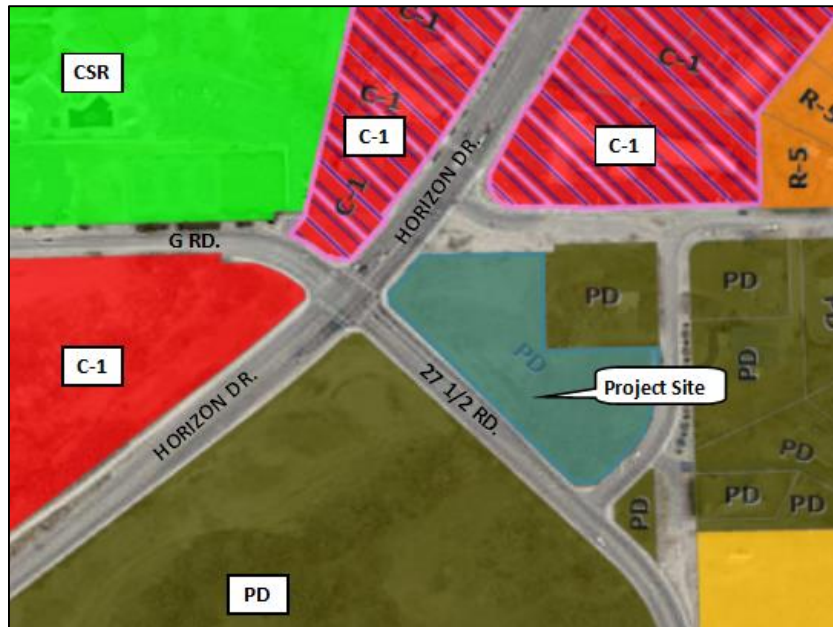 C-1
CSR
C-1
C-1
C-1
C-1
C-1
R-5
R-5
HORIZON DR.
G RD.
PD
PD
PD
C-1
PD
27 1/2 RD.
Project Site
HORIZON DR.
PD
PD
PD
PD
PD